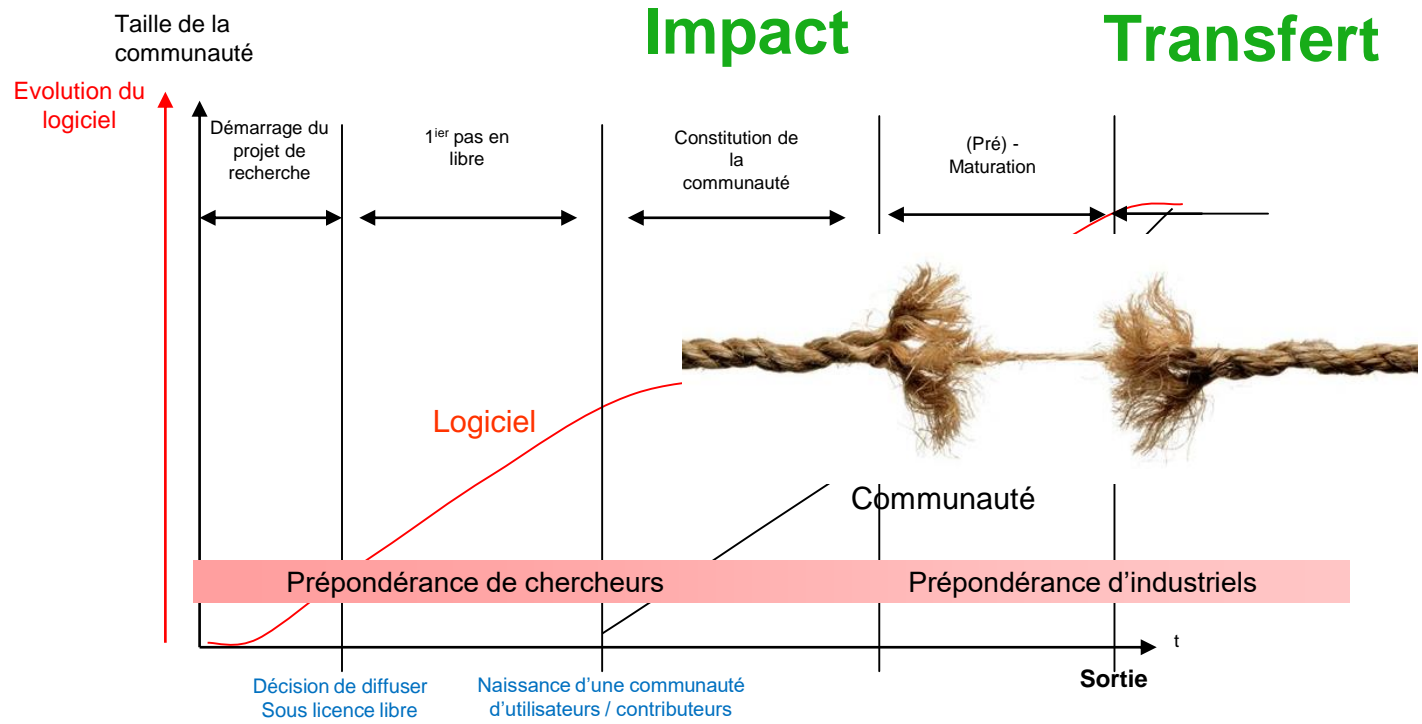 Impact
Transfert
Taille de la
communauté
Evolution du
logiciel
Démarrage du
projet de
recherche
1ier pas en
libre
Constitution de
la
communauté
(Pré) -
Maturation
Logiciel
Communauté
Prépondérance de chercheurs
Prépondérance d’industriels
t
Sortie
Décision de diffuser
Sous licence libre
Naissance d’une communauté
d’utilisateurs / contributeurs